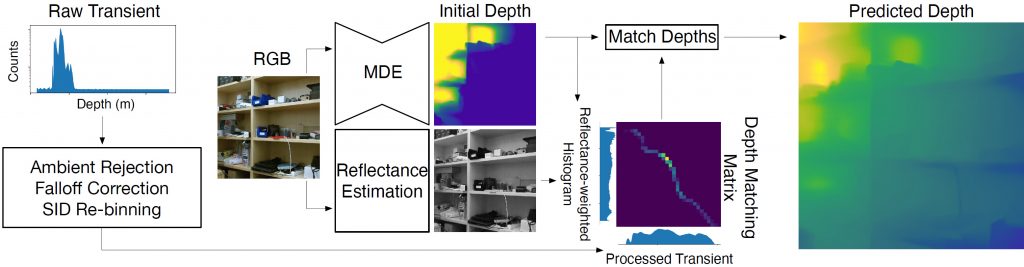 Raw Transient
Counts
Depth (m)
Ambient Rejection
Falloff Correction
SID Re-binning
RGB
MDE
Reflectance
Estimation
Initial Depth
Match Depths
Reflectance-weighted
Histogram
Depth Matching
Matrix
Processed Transient
Predicted Depth